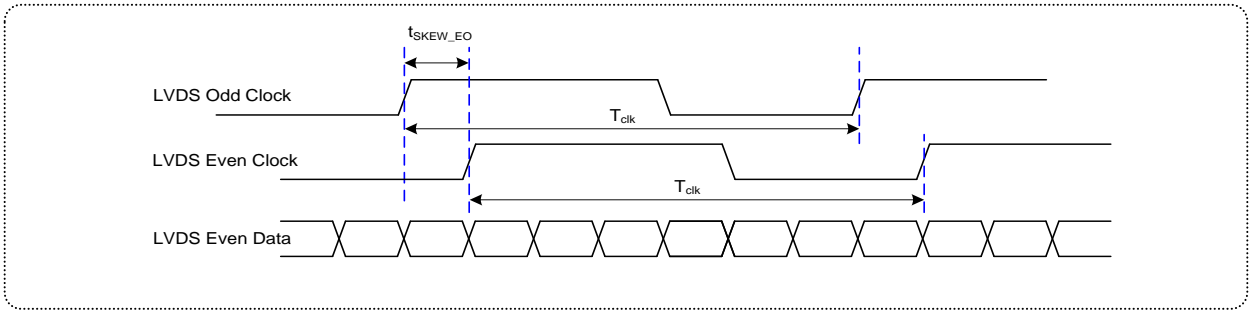 tSKEW_EO
LVDS Odd Clock
Tclk
LVDS Even Clock
Tclk
LVDS Even Data